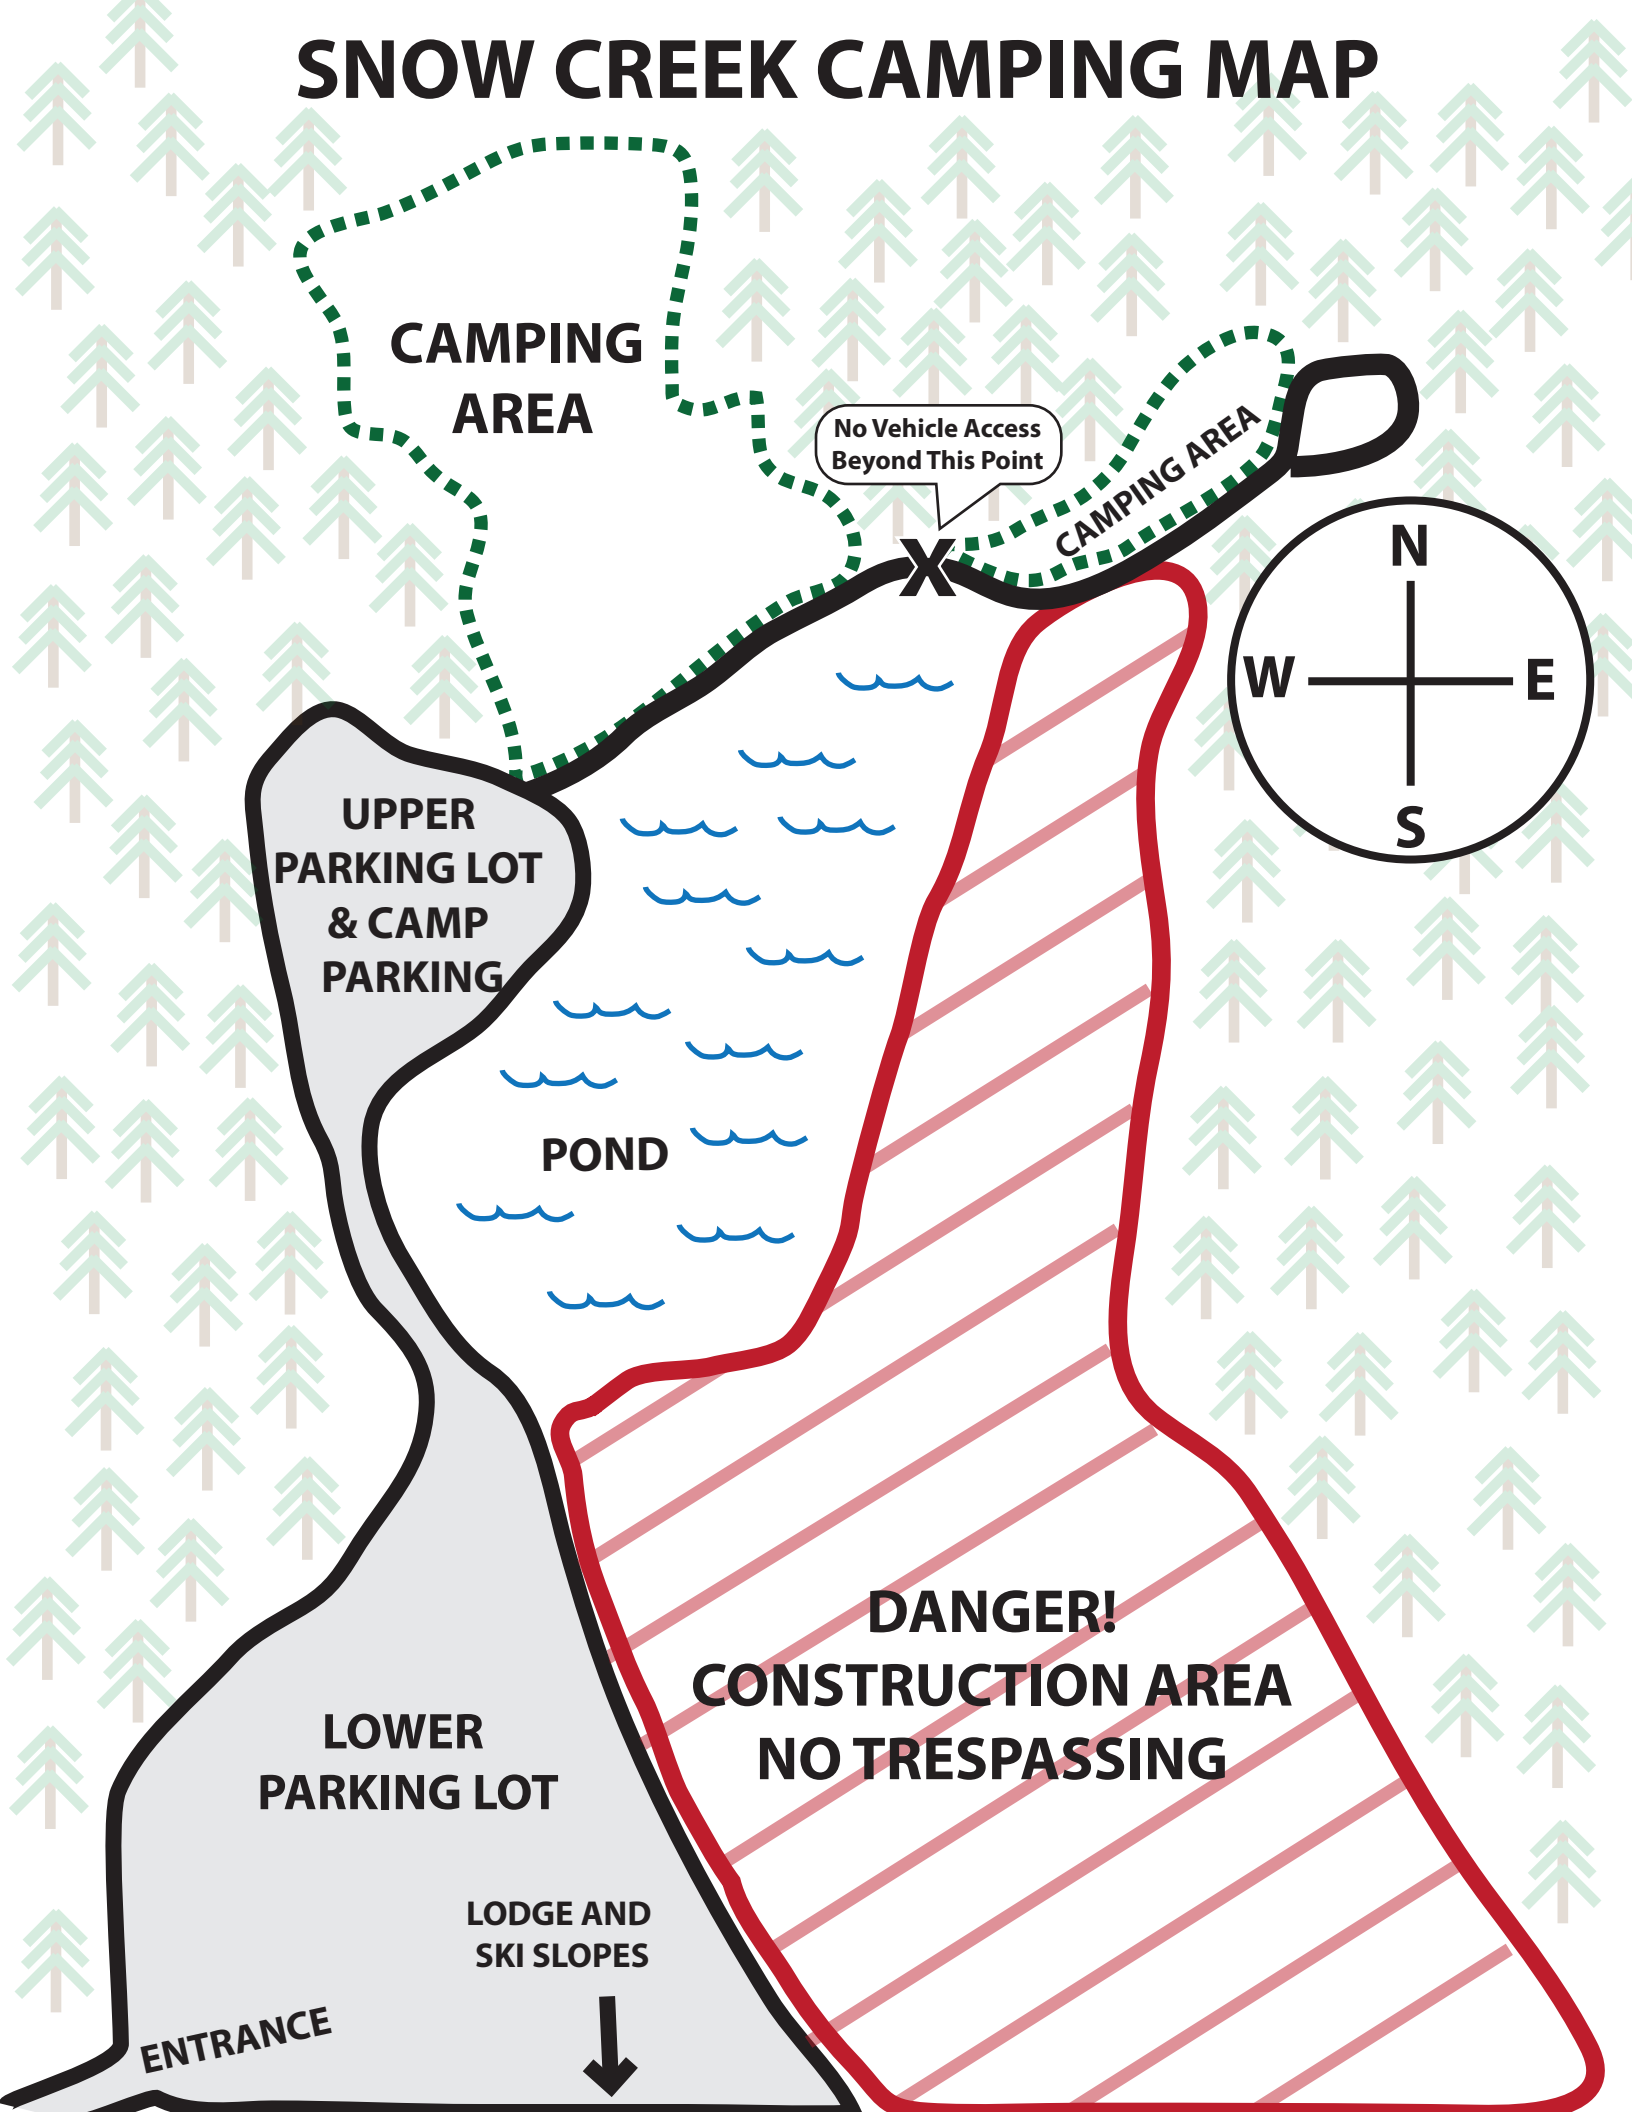 SNOW CREEK CAMPING MAP
CAMPING
AREA
No Vehicle Access
Beyond This Point
CAMPING AREA
X
N
W
E
S
UPPER
PARKING LOT
& CAMP
PARKING
POND
DANGER!
CONSTRUCTION AREA
NO TRESPASSING
LOWER
PARKING LOT
LODGE AND
SKI SLOPES
ENTRANCE